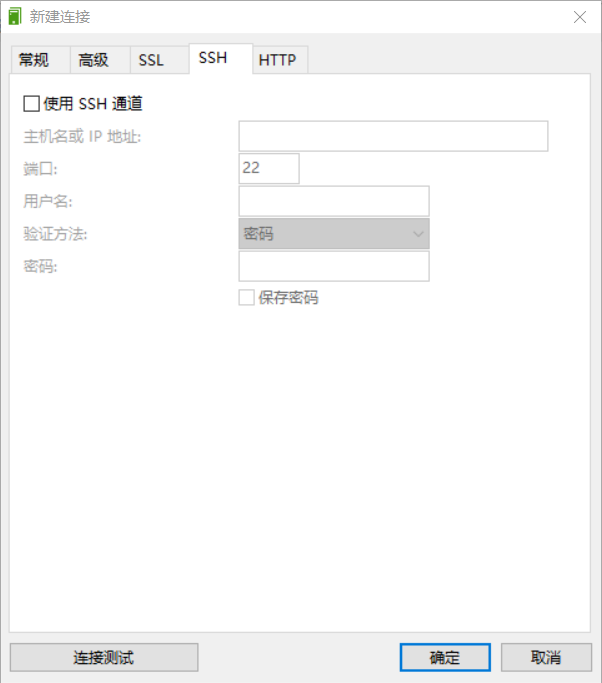 新建连接
常规 高级 SSL SSH HTTP
使用 SSH 通道
主机名或 IP 地址:
端口: 22
用户名:
验证方法: 密码
密码:
保存密码
连接测试 确定 取消